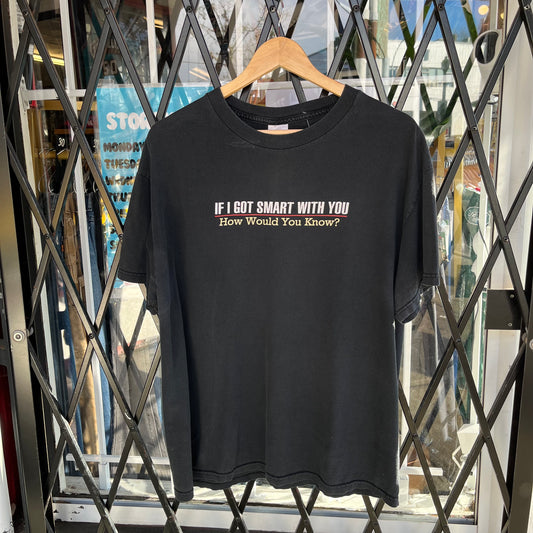 IF I GOT SMART WITH YOU
How Would You Know?
STO
MONDAY
TUESD